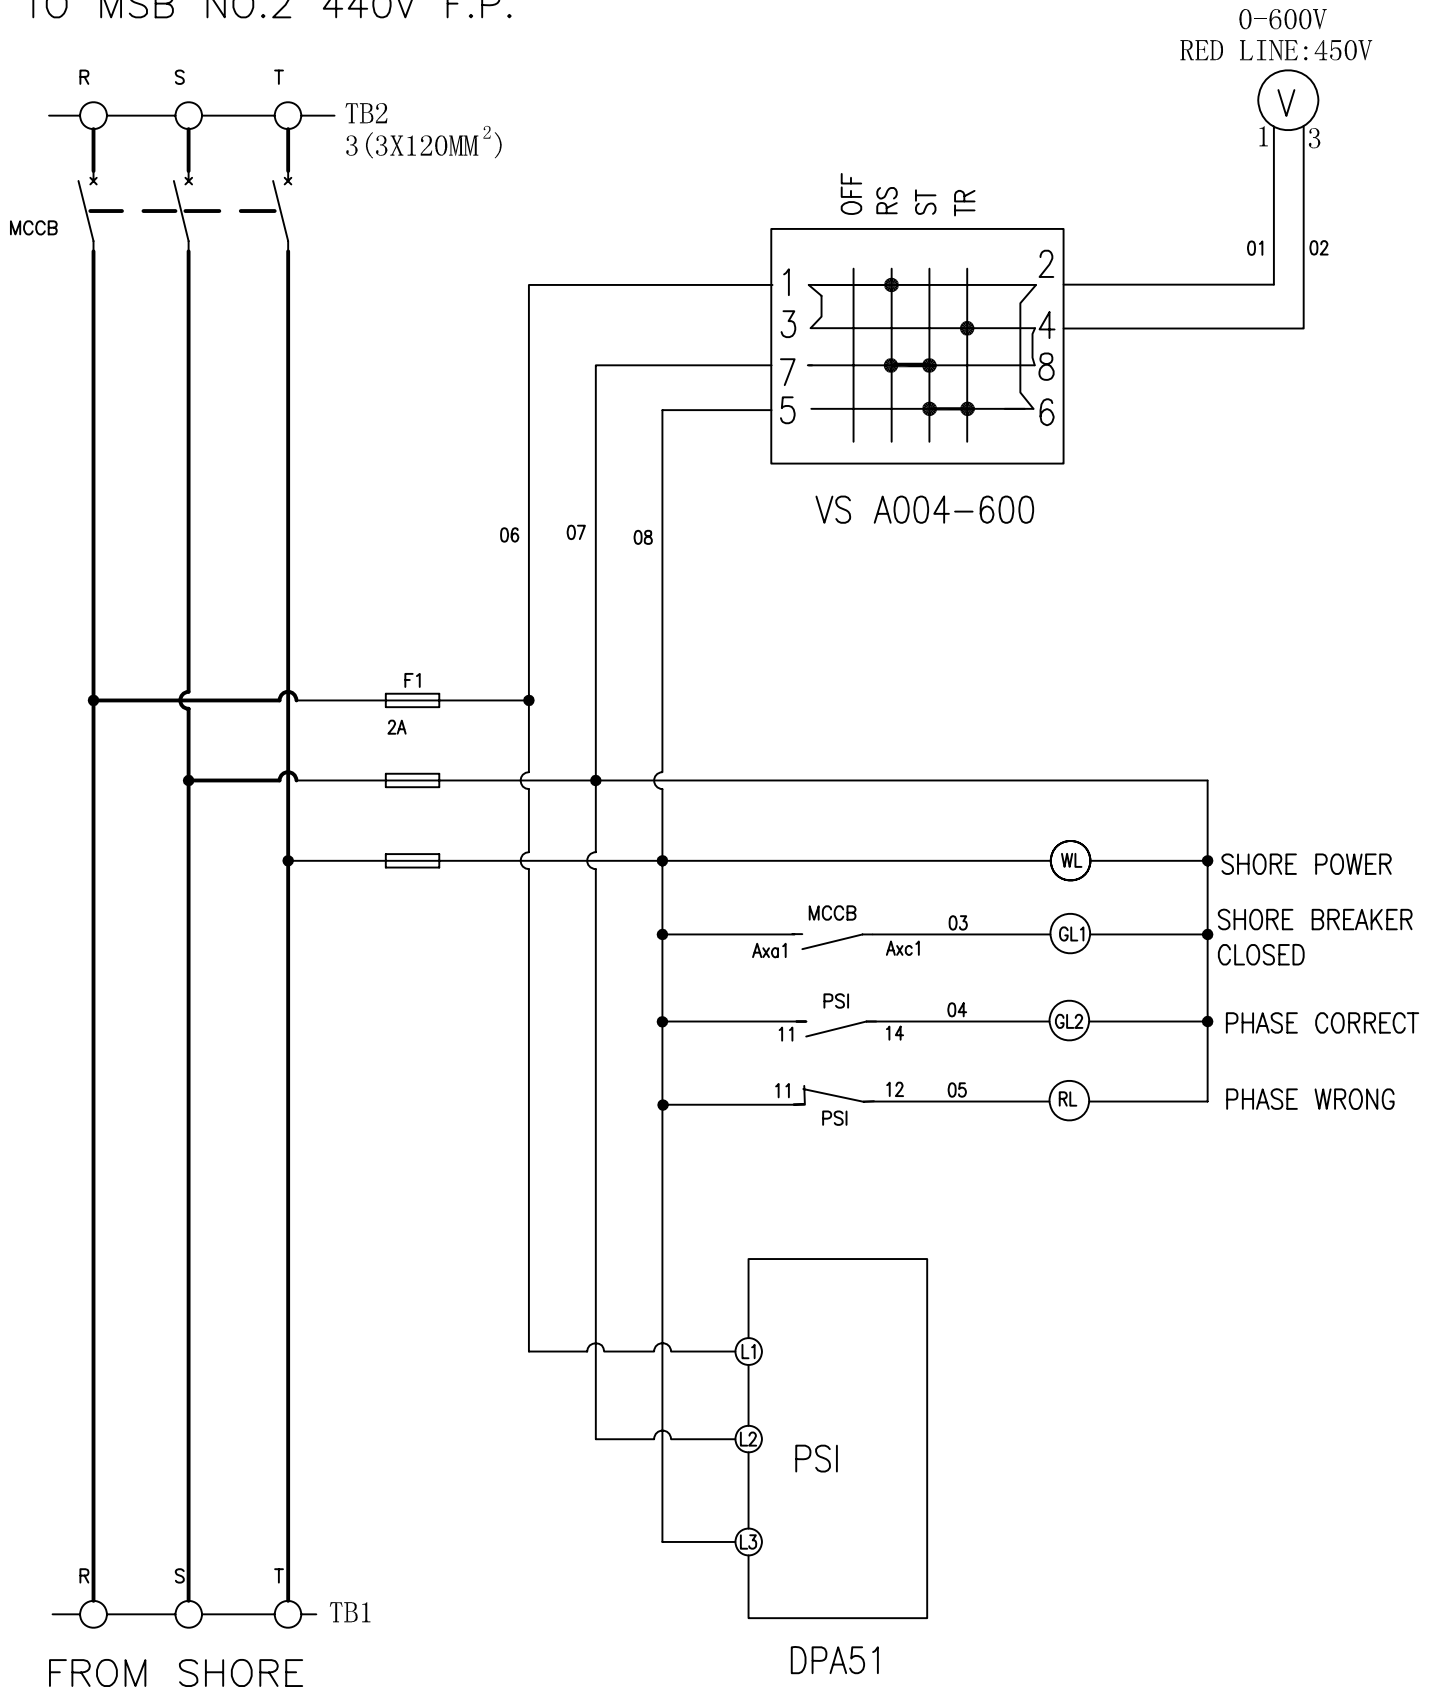 TO MSB NO.2 440V F.P.
0-600V
RED LINE:450V
V
1 3
R S T
TB2
3(3X120MM²)
MCCB
OFF RS ST TR
01 02
1 2
3 4
7 8
5 6
VS A004-600
06 07 08
F1
2A
WL SHORE POWER
MCCB
Axa1 Axc1 03 GL1 SHORE BREAKER
CLOSED
PSI
11 14 04 GL2 PHASE CORRECT
11 12 05 RL PHASE WRONG
PSI
L1
L2
PSI
L3
R S T
TB1
FROM SHORE
DPA51